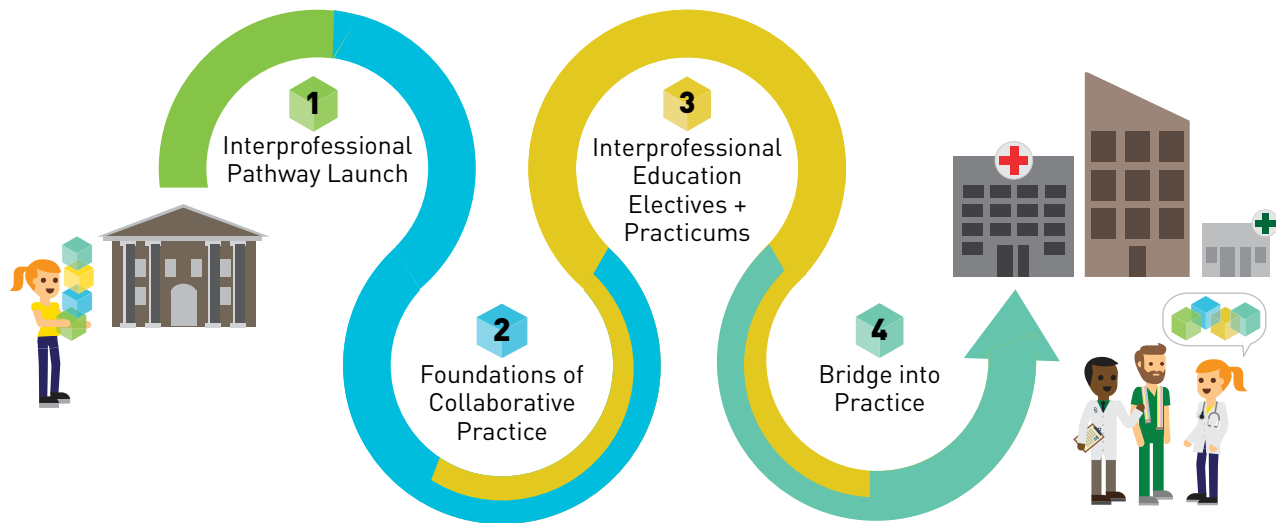 1
Interprofessional
Pathway Launch
2
Foundations of
Collaborative
Practice
3
Interprofessional
Education
Electives +
Practicums
4
Bridge into
Practice